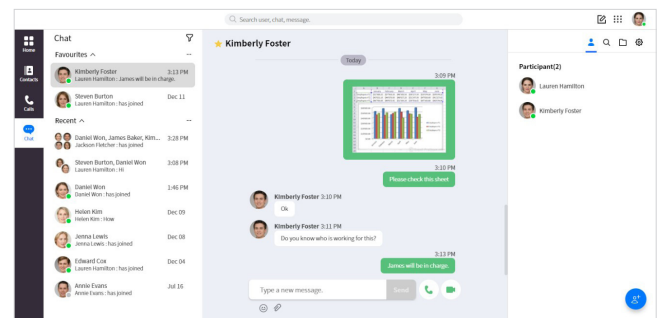 Search user, chat, message.
Home
Contacts
Calls
Chat
Chat
Favourites
Kimberly Foster 3:13 PM
Lauren Hamilton : James will be in charge.
Steven Burton Dec 11
Lauren Hamilton : has joined
Recent
Daniel Won, James Baker, Kim... 3:28 PM
Jackson Fletcher : has joined
Steven Burton, Daniel Won 3:08 PM
Lauren Hamilton : Hi
Daniel Won 1:46 PM
Daniel Won : has joined
Helen Kim Dec 09
Helen Kim : How
Jenna Lewis Dec 08
Jenna Lewis : has joined
Edward Cox Dec 04
Lauren Hamilton : has joined
Annie Evans Jul 16
Annie Evans : has joined
Kimberly Foster
Today
3:09 PM
3:10 PM
Please check this sheet
Kimberly Foster 3:10 PM
Ok
Kimberly Foster 3:11 PM
Do you know who is working for this?
3:13 PM
James will be in charge.
Type a new message.
Send
Participant(2)
Lauren Hamilton
Kimberly Foster